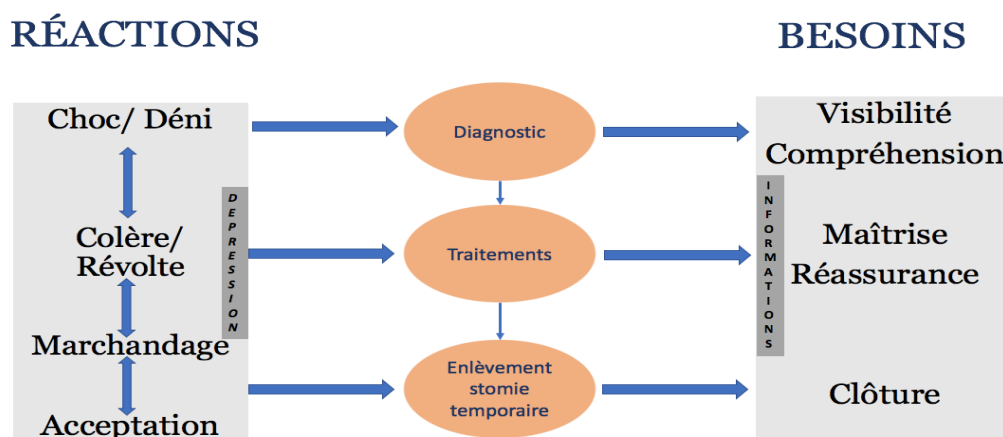 RÉACTIONS
BESOINS
Choc/ Déni
Colère/
Révolte
Marchandage
Acceptation
DEPRESSION
Diagnostic
Traitements
Enlèvement
stomie
temporaire
Visibilité
Compréhension
Maîtrise
Réassurance
Clôture
INFORMATIONS